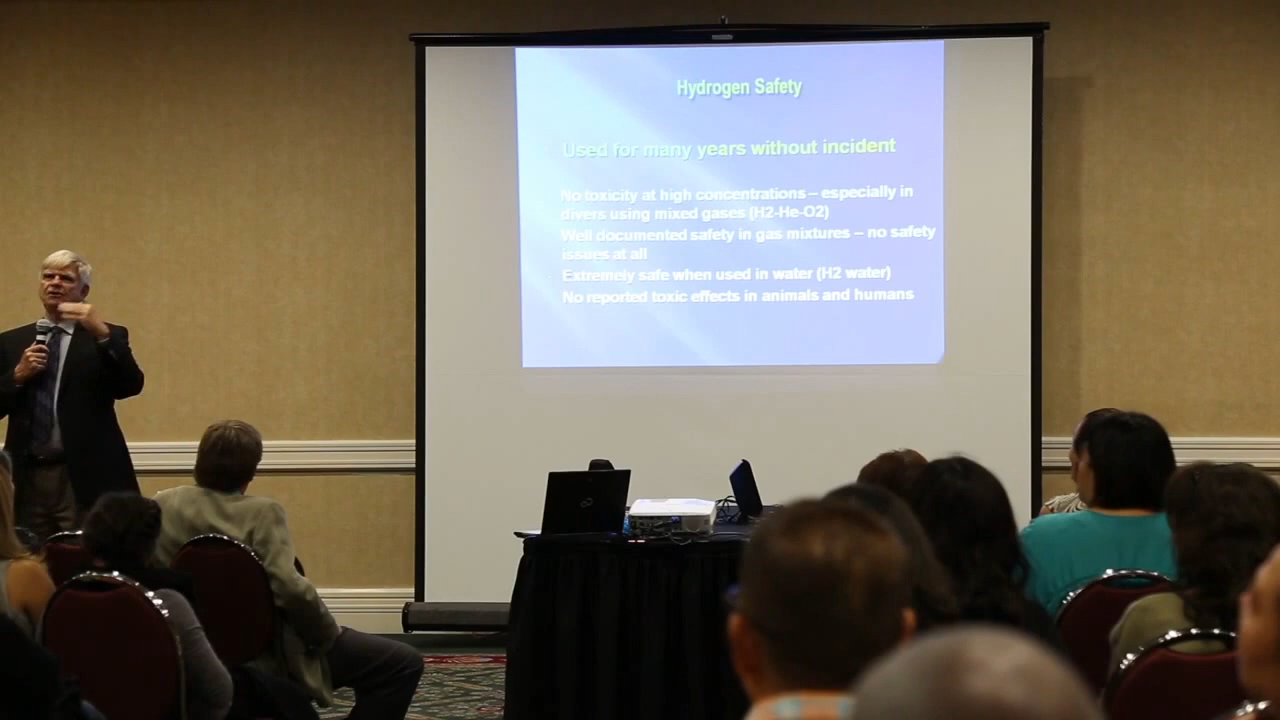 Hydrogen Safety
Used for many years without incident
No toxicity at high concentrations – especially in
divers using mixed gases (H2-He-O2)
Well documented safety in gas mixtures – no safety
issues at all
Extremely safe when used in water (H2 water)
No reported toxic effects in animals and humans